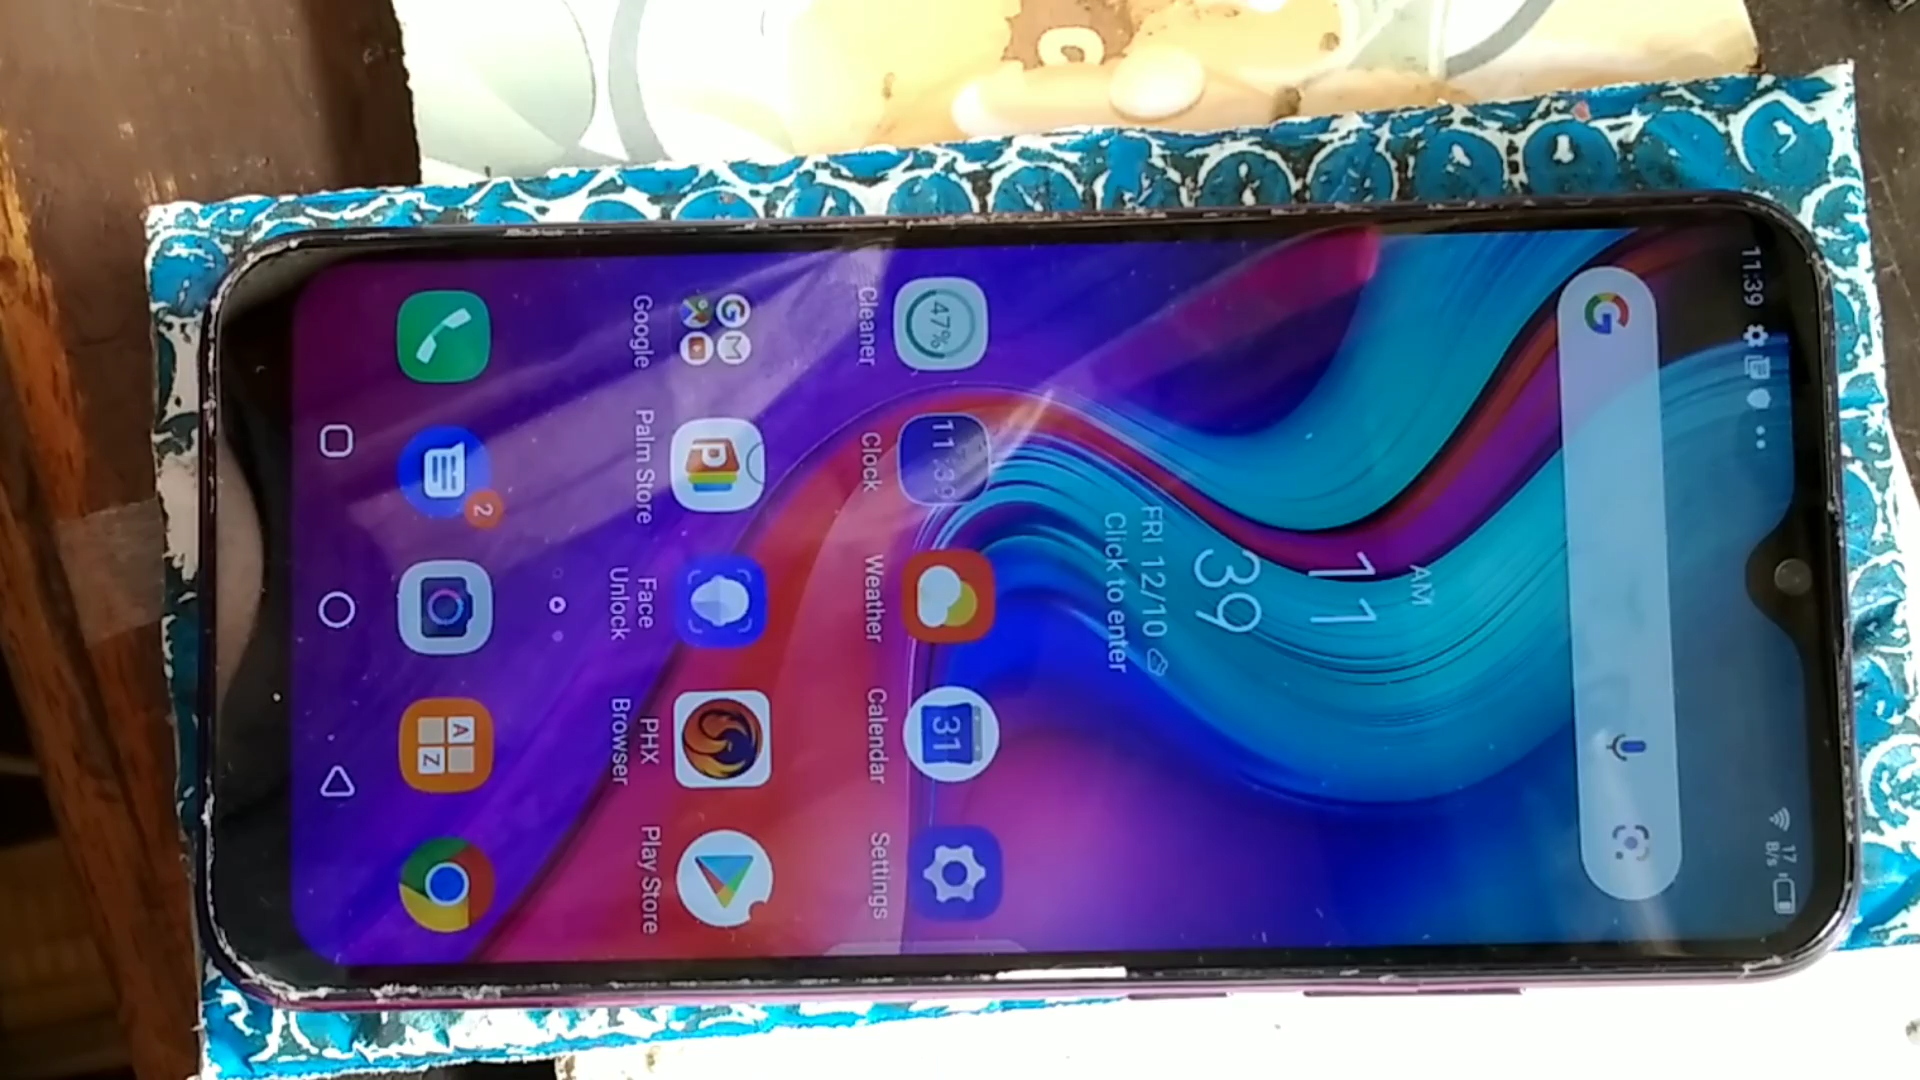 11:39
17
B/s
AM
11
39
FRI 12/10
Click to enter
47%
11:39
31
Cleaner
Clock
Weather
Calendar
Settings
Google
Palm Store
Face
Unlock
PHX
Browser
Play Store
2
A
Z